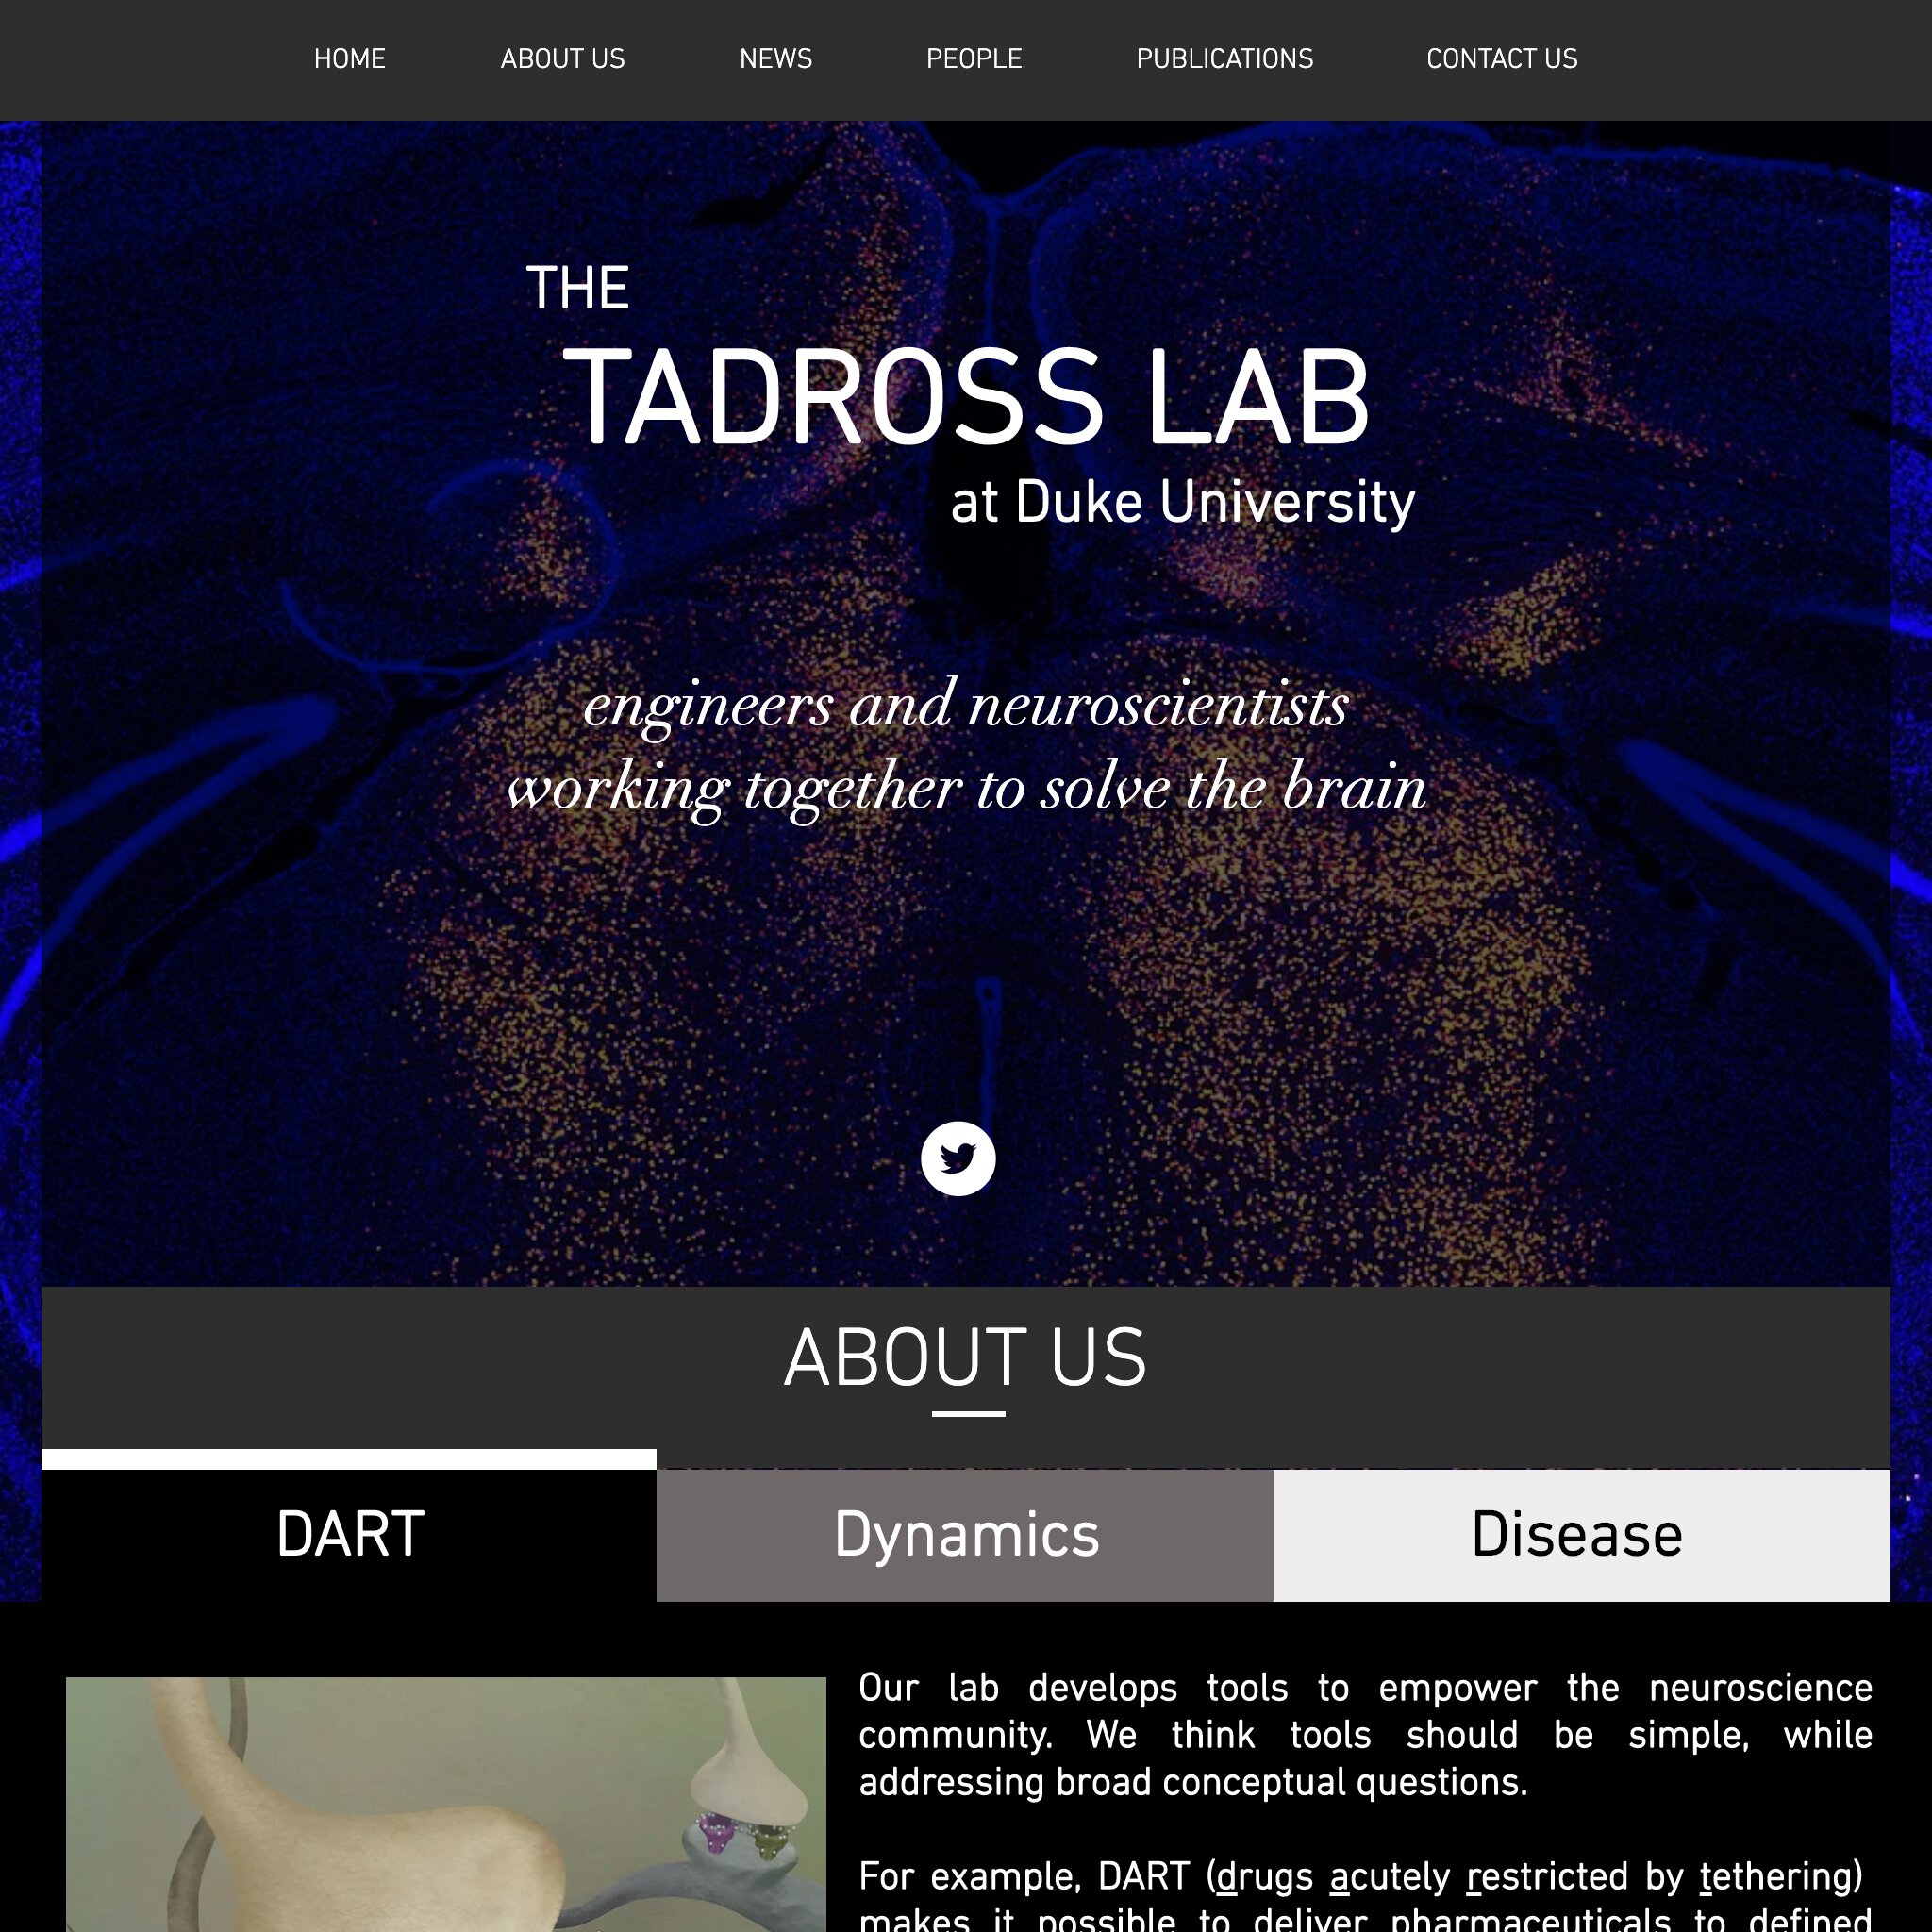 HOME ABOUT US NEWS PEOPLE PUBLICATIONS CONTACT US
THE
TADROSS LAB
at Duke University
engineers and neuroscientists
working together to solve the brain
ABOUT US
DART Dynamics Disease
Our lab develops tools to empower the neuroscience
community. We think tools should be simple, while
addressing broad conceptual questions.
For example, DART (drugs acutely restricted by tethering)
makes it possible to deliver pharmaceuticals to defined